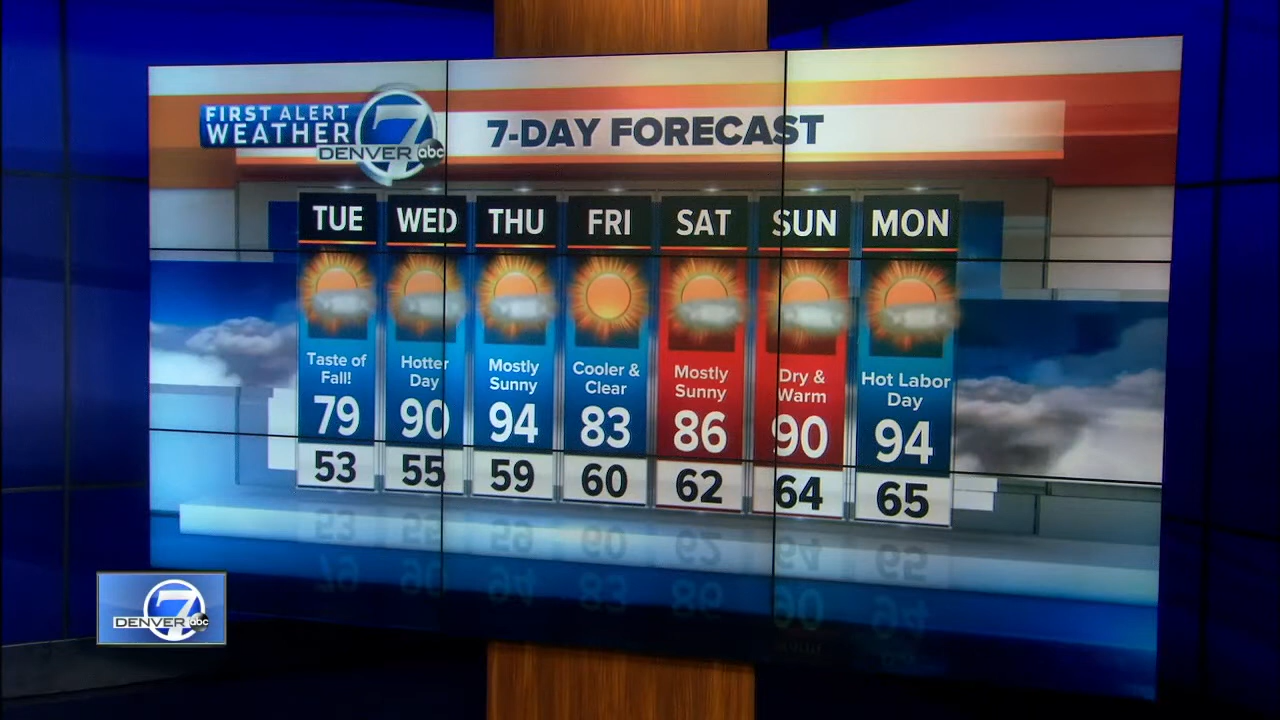 FIRST ALERT
WEATHER
7
DENVER abc
7-DAY FORECAST
TUE
Taste of
Fall!
79
53
WED
Hotter
Day
90
55
THU
Mostly
Sunny
94
59
FRI
Cooler &
Clear
83
60
SAT
Mostly
Sunny
86
62
SUN
Dry &
Warm
90
64
MON
Hot Labor
Day
94
65
7
DENVER abc